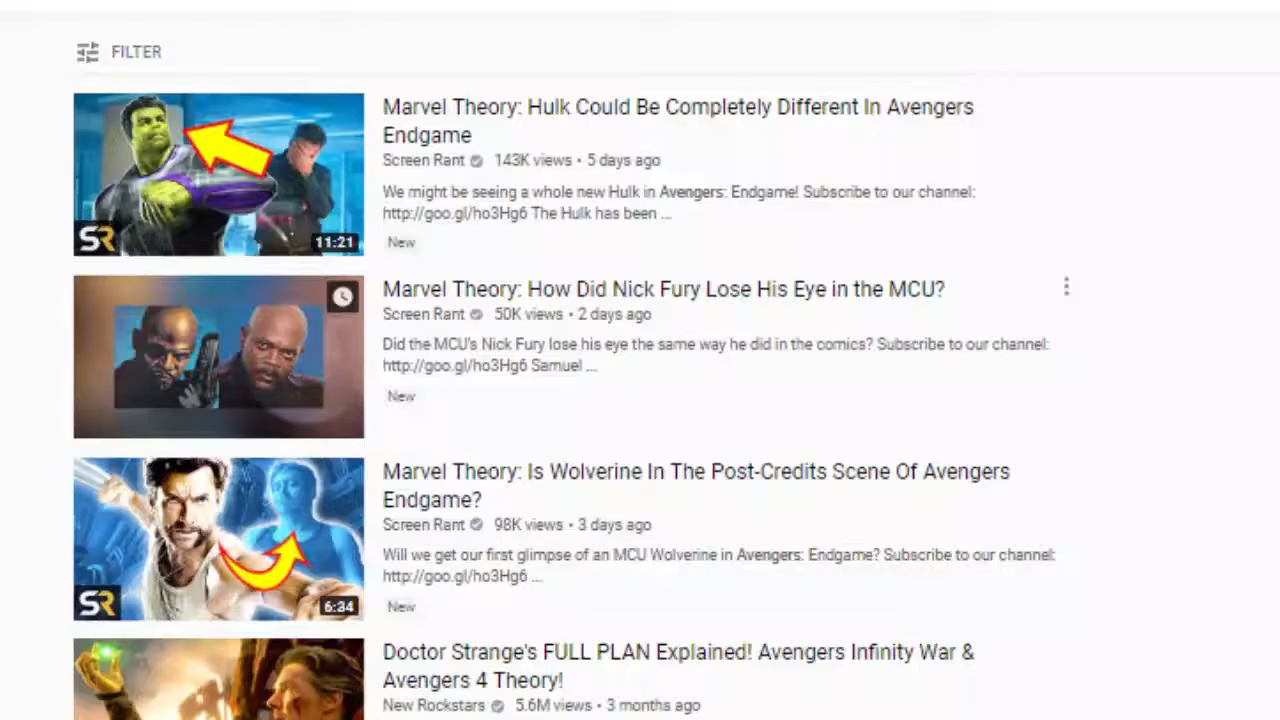 FILTER
Marvel Theory: Hulk Could Be Completely Different In Avengers
Endgame
Screen Rant 143K views • 5 days ago
We might be seeing a whole new Hulk in Avengers: Endgame! Subscribe to our channel:
http://goo.gl/ho3Hg6 The Hulk has been ...
New
SR
11:21
Marvel Theory: How Did Nick Fury Lose His Eye in the MCU?
Screen Rant 50K views • 2 days ago
Did the MCU's Nick Fury lose his eye the same way he did in the comics? Subscribe to our channel:
http://goo.gl/ho3Hg6 Samuel ...
New
Marvel Theory: Is Wolverine In The Post-Credits Scene Of Avengers
Endgame?
Screen Rant 98K views • 3 days ago
Will we get our first glimpse of an MCU Wolverine in Avengers: Endgame? Subscribe to our channel:
http://goo.gl/ho3Hg6 ...
New
SR
6:34
Doctor Strange's FULL PLAN Explained! Avengers Infinity War &
Avengers 4 Theory!
New Rockstars 5.6M views • 3 months ago